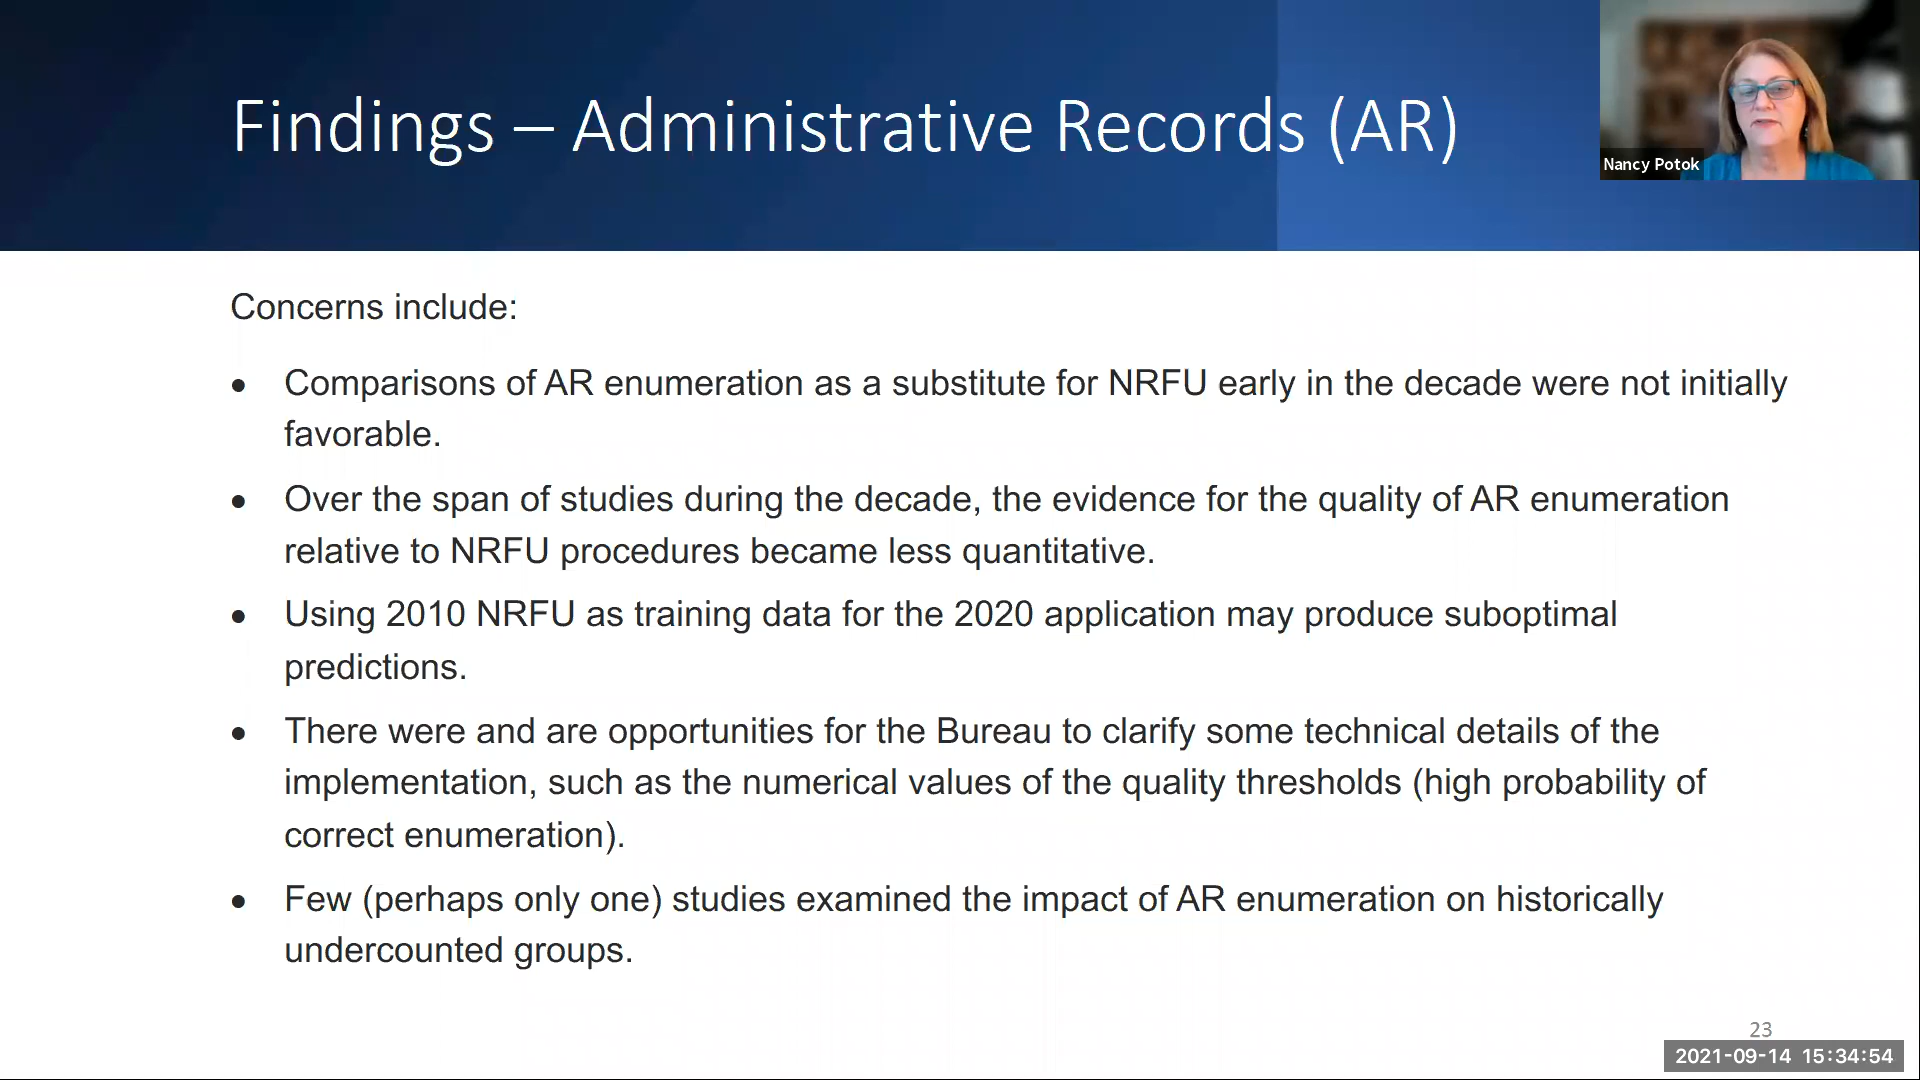 Findings – Administrative Records (AR)
Nancy Potok
Concerns include:
• Comparisons of AR enumeration as a substitute for NRFU early in the decade were not initially
favorable.
• Over the span of studies during the decade, the evidence for the quality of AR enumeration
relative to NRFU procedures became less quantitative.
• Using 2010 NRFU as training data for the 2020 application may produce suboptimal
predictions.
• There were and are opportunities for the Bureau to clarify some technical details of the
implementation, such as the numerical values of the quality thresholds (high probability of
correct enumeration).
• Few (perhaps only one) studies examined the impact of AR enumeration on historically
undercounted groups.
23
2021-09-14 15:34:54